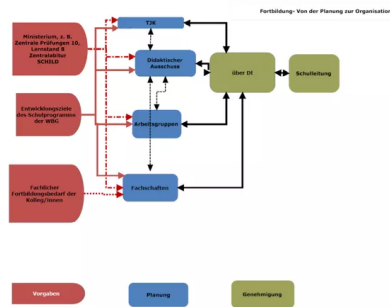 Fortbildung- Von der Planung zur Organisation
Ministerium, z. B.
Zentrale Prüfungen 10,
Lernstand 8
Zentralabitur
SCHILD
TJK
Didaktischer
Ausschuss
über DI
Schulleitung
Entwicklungsziele
des Schulprogramms
der WBG
Arbeitsgruppen
Fachlicher
Fortbildungsbedarf der
Kolleg/innen
Fachschaften
Vorgaben
Planung
Genehmigung